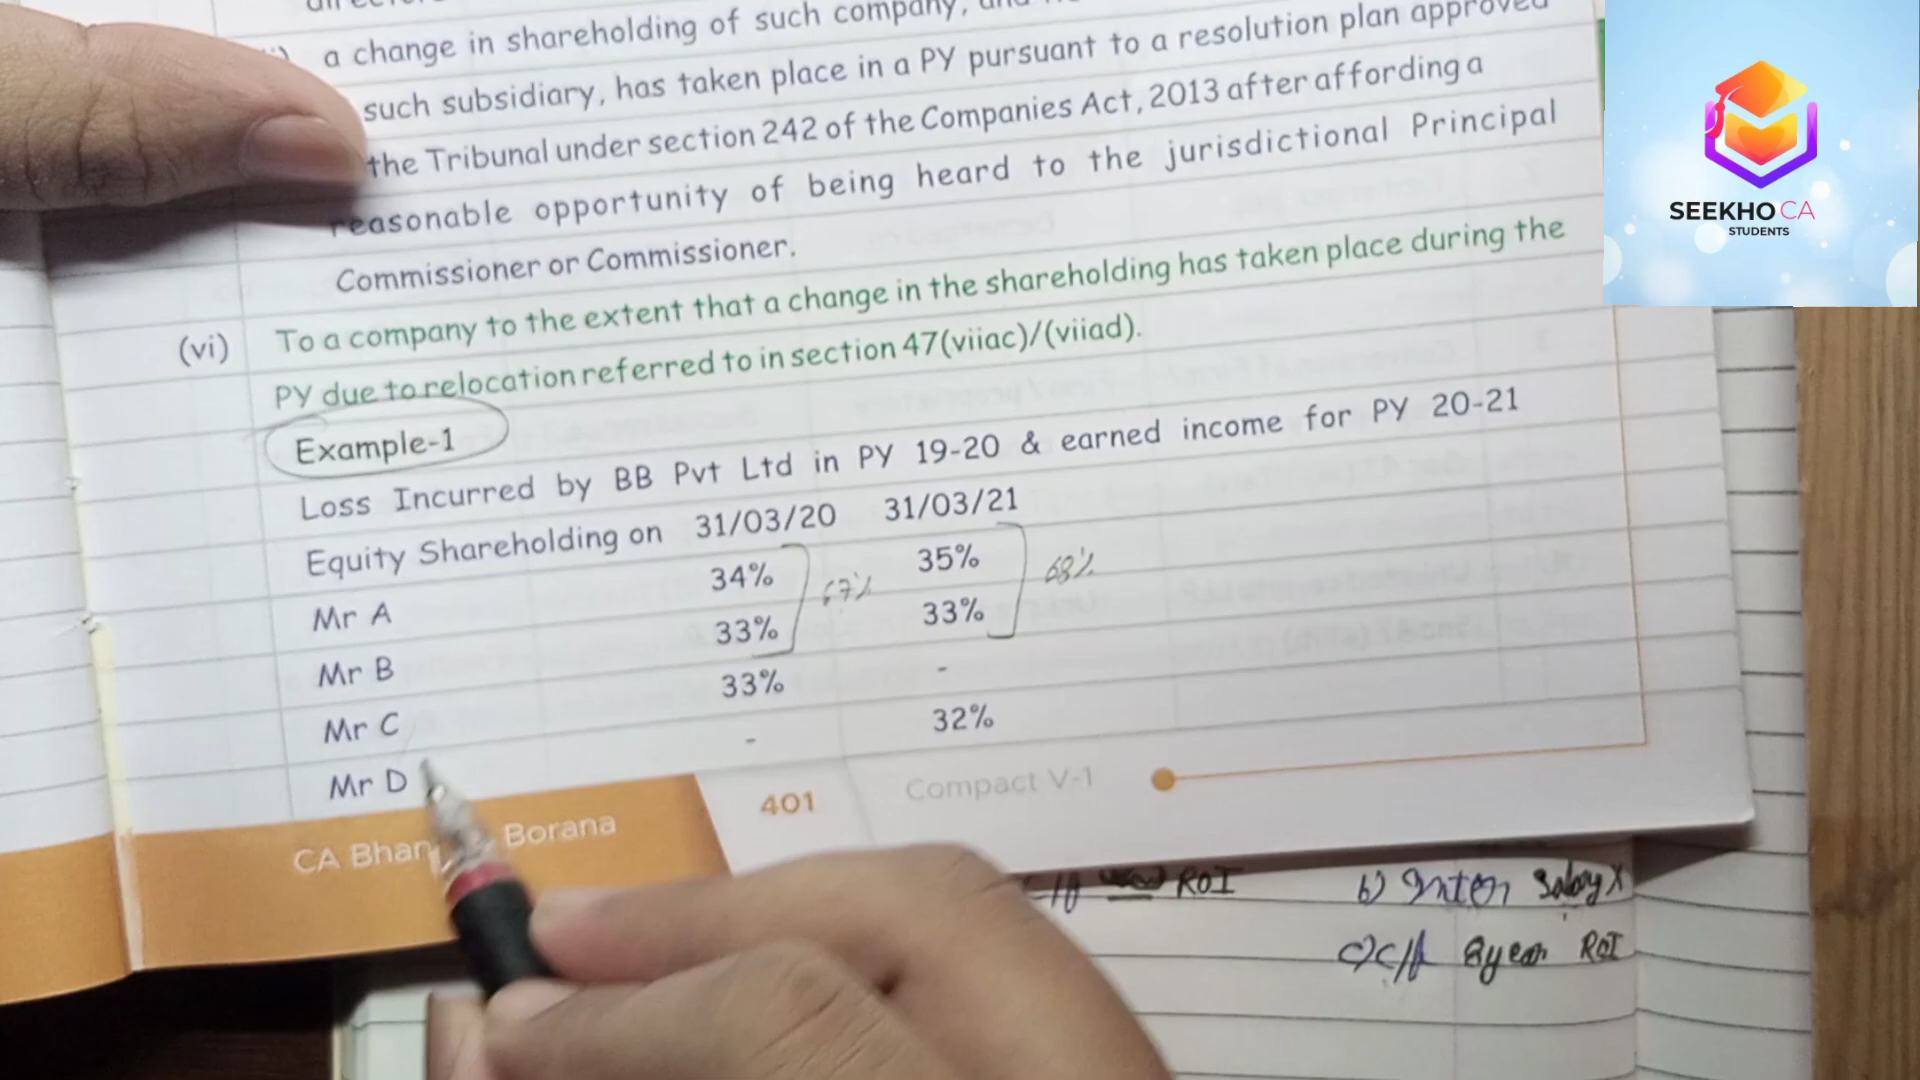 a change in shareholding of such company,
such subsidiary, has taken place in a PY pursuant to a resolution plan approved
the Tribunal under section 242 of the Companies Act, 2013 after affording a
reasonable opportunity of being heard to the jurisdictional Principal
Commissioner or Commissioner.
(vi) To a company to the extent that a change in the shareholding has taken place during the
PY due to relocation referred to in section 47(viiac)/(viiad).
Example-1
Loss Incurred by BB Pvt Ltd in PY 19-20 & earned income for PY 20-21
Equity Shareholding on 31/03/20 31/03/21
Mr A 34% 35%
67% 68%
Mr B 33% 33%
Mr C 33% -
Mr D - 32%
CA Bhan Borana 401 Compact V-1
ROI b) Inter Salary X
c) C/f 8 year ROI
SEEKHO CA
STUDENTS